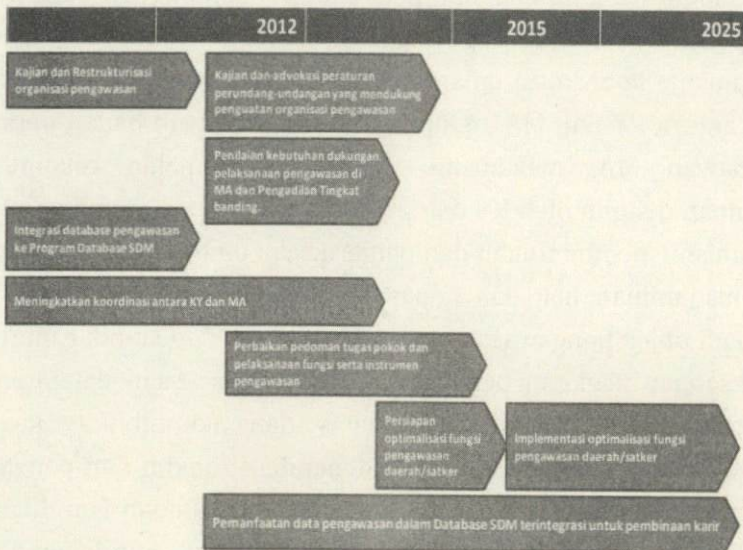 2012 2015 2025
Kajian dan Restrukturisasi
organisasi pengawasan
Kajian dan advokasi peraturan
perundang-undangan yang mendukung
penguatan organisasi pengawasan
Penilaian kebutuhan dukungan
pelaksanaan pengawasan di
MA dan Pengadilan Tingkat
banding.
Integrasi database pengawasan
ke Program Database SDM
Meningkatkan koordinasi antara KY dan MA
Perbaikan pedoman tugas pokok dan
pelaksanaan fungsi serta instrumen
pengawasan
Persiapan
optimalisasi fungsi
pengawasan
daerah/satker
Implementasi optimalisasi fungsi
pengawasan daerah/satker
Pemanfaatan data pengawasan dalam Database SDM terintegrasi untuk pembinaan karir